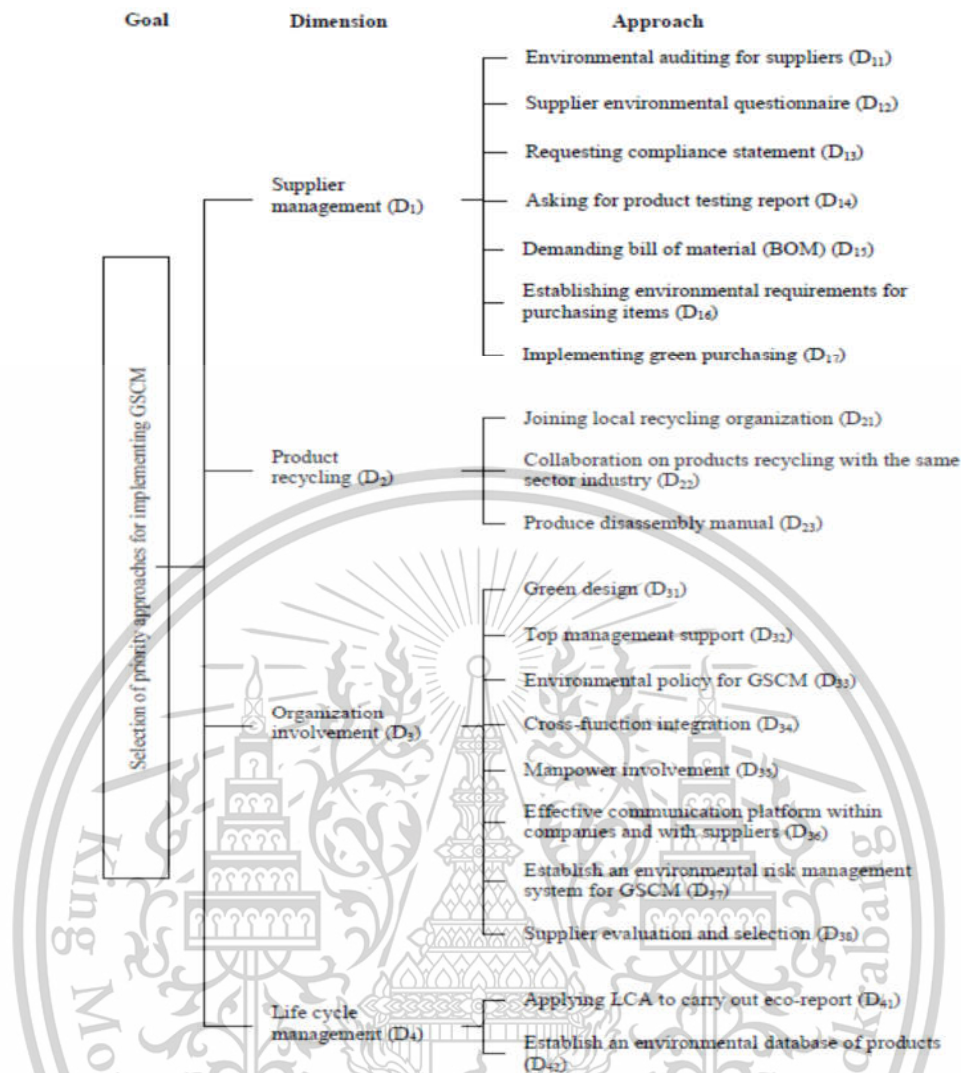 Goal Dimension Approach
Selection of priority approaches for implementing GSCM
Supplier
management (D₁)
Environmental auditing for suppliers (D₁₁)
Supplier environmental questionnaire (D₁₂)
Requesting compliance statement (D₁₃)
Asking for product testing report (D₁₄)
Demanding bill of material (BOM) (D₁₅)
Establishing environmental requirements for
purchasing items (D₁₆)
Implementing green purchasing (D₁₇)
Product
recycling (D₂)
Joining local recycling organization (D₂₁)
Collaboration on products recycling with the same
sector industry (D₂₂)
Produce disassembly manual (D₂₃)
Organization
involvement (D₃)
Green design (D₃₁)
Top management support (D₃₂)
Environmental policy for GSCM (D₃₃)
Cross-function integration (D₃₄)
Manpower involvement (D₃₅)
Effective communication platform within
companies and with suppliers (D₃₆)
Establish an environmental risk management
system for GSCM (D₃₇)
Supplier evaluation and selection (D₃₈)
Life cycle
management (D₄)
Applying LCA to carry out eco-report (D₄₁)
Establish an environmental database of products
(D₄₂)
King Mo
krabang